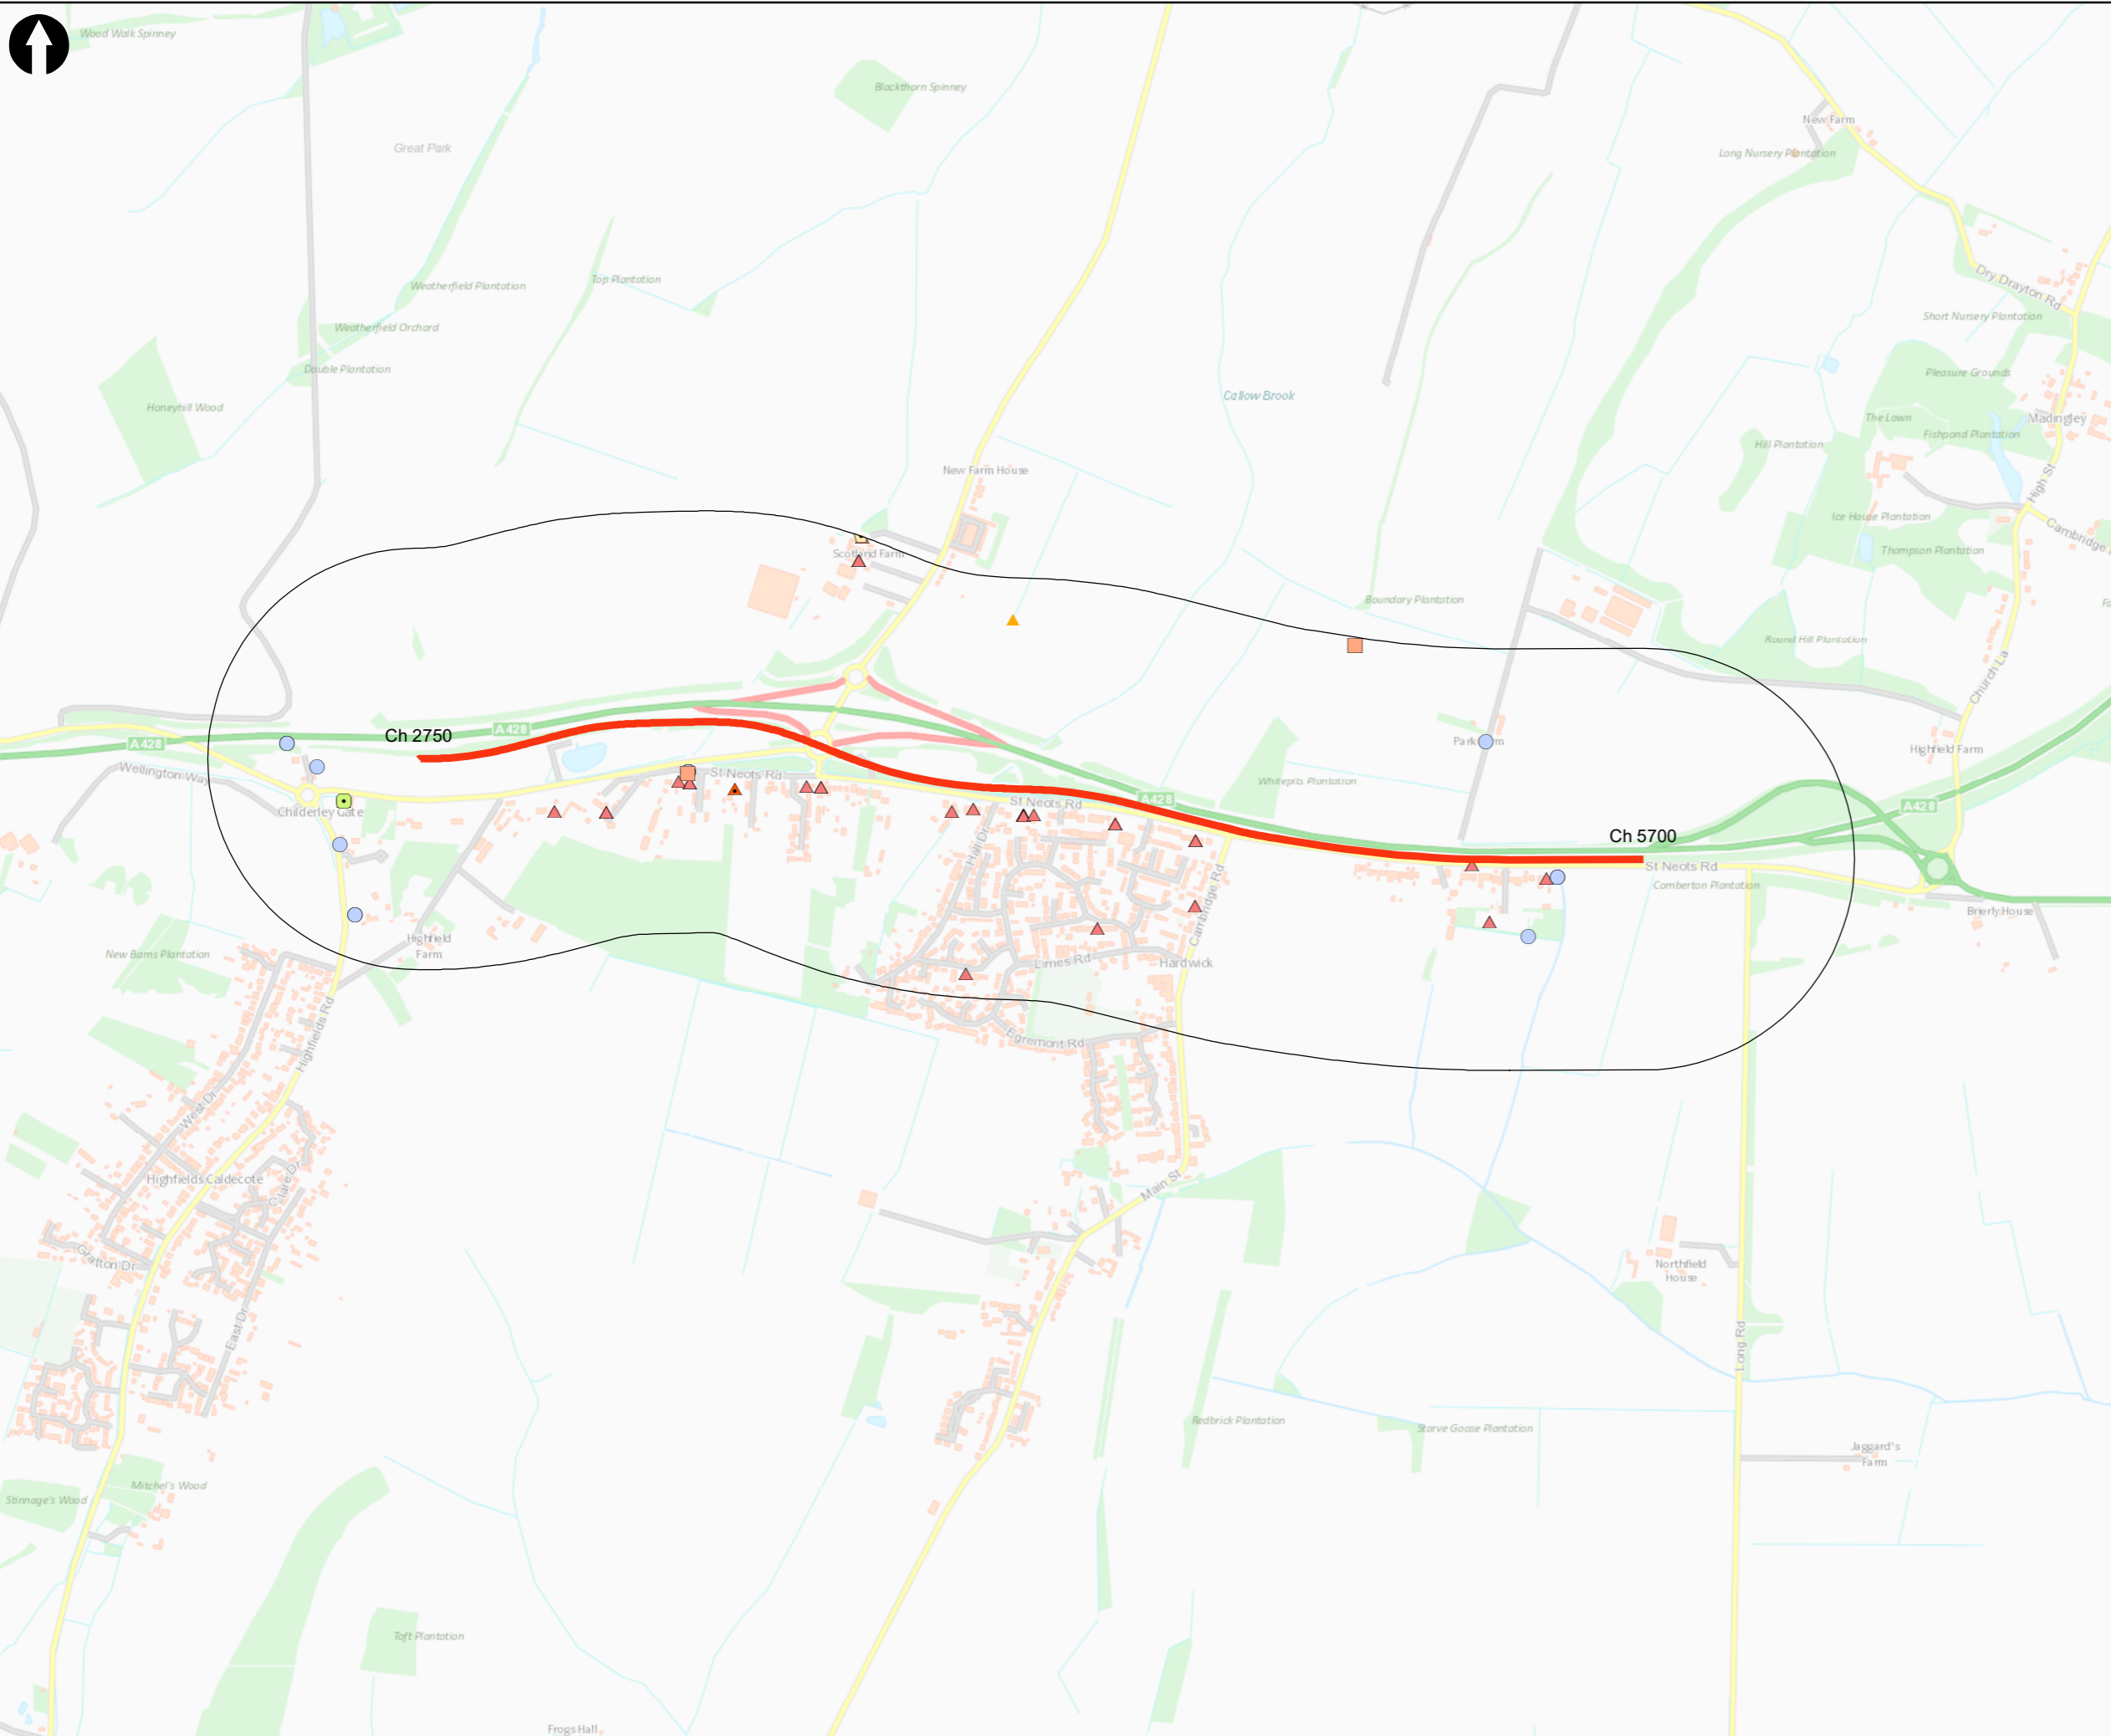 Wood Walk Spinney
Blackthorn Spinney
New Farm
Great Park
Long Nursery Plantation
Weatherfield Plantation
Top Plantation
Dry Drayton Rd
Short Nursery Plantation
Weatherfield Orchard
Double Plantation
Pleasure Grounds
Callow Brook
Honeyhill Wood
The Lawn
Madingley
Fishpond Plantation
Hill Plantation
New Farm House
High St
Ice House Plantation
Cambridge
Scotland Farm
Thompson Plantation
Boundary Plantation
Round Hill Plantation
Church La
Ch 2750
A428
A428
Park Farm
Highfield Farm
Wellington Way
St Neots Rd
Whitepits Plantation
A428
A428
St Neots Rd
Childerley Gate
Ch 5700
Hall Dr
St Neots Rd
Comberton Plantation
Cambridge Rd
Brierly House
Highfield
Farm
New Barns Plantation
Limes Rd
Hardwick
Highfields Rd
Egremont Rd
West Dr
Highfields Caldecote
Clare Dr
Main St
Grafton Dr
Northfield
House
East Dr
Long Rd
Redbrick Plantation
Starve Goose Plantation
Jaggard's
Farm
Mitchel's Wood
Stinnage's Wood
Toft Plantation
Frogs Hall